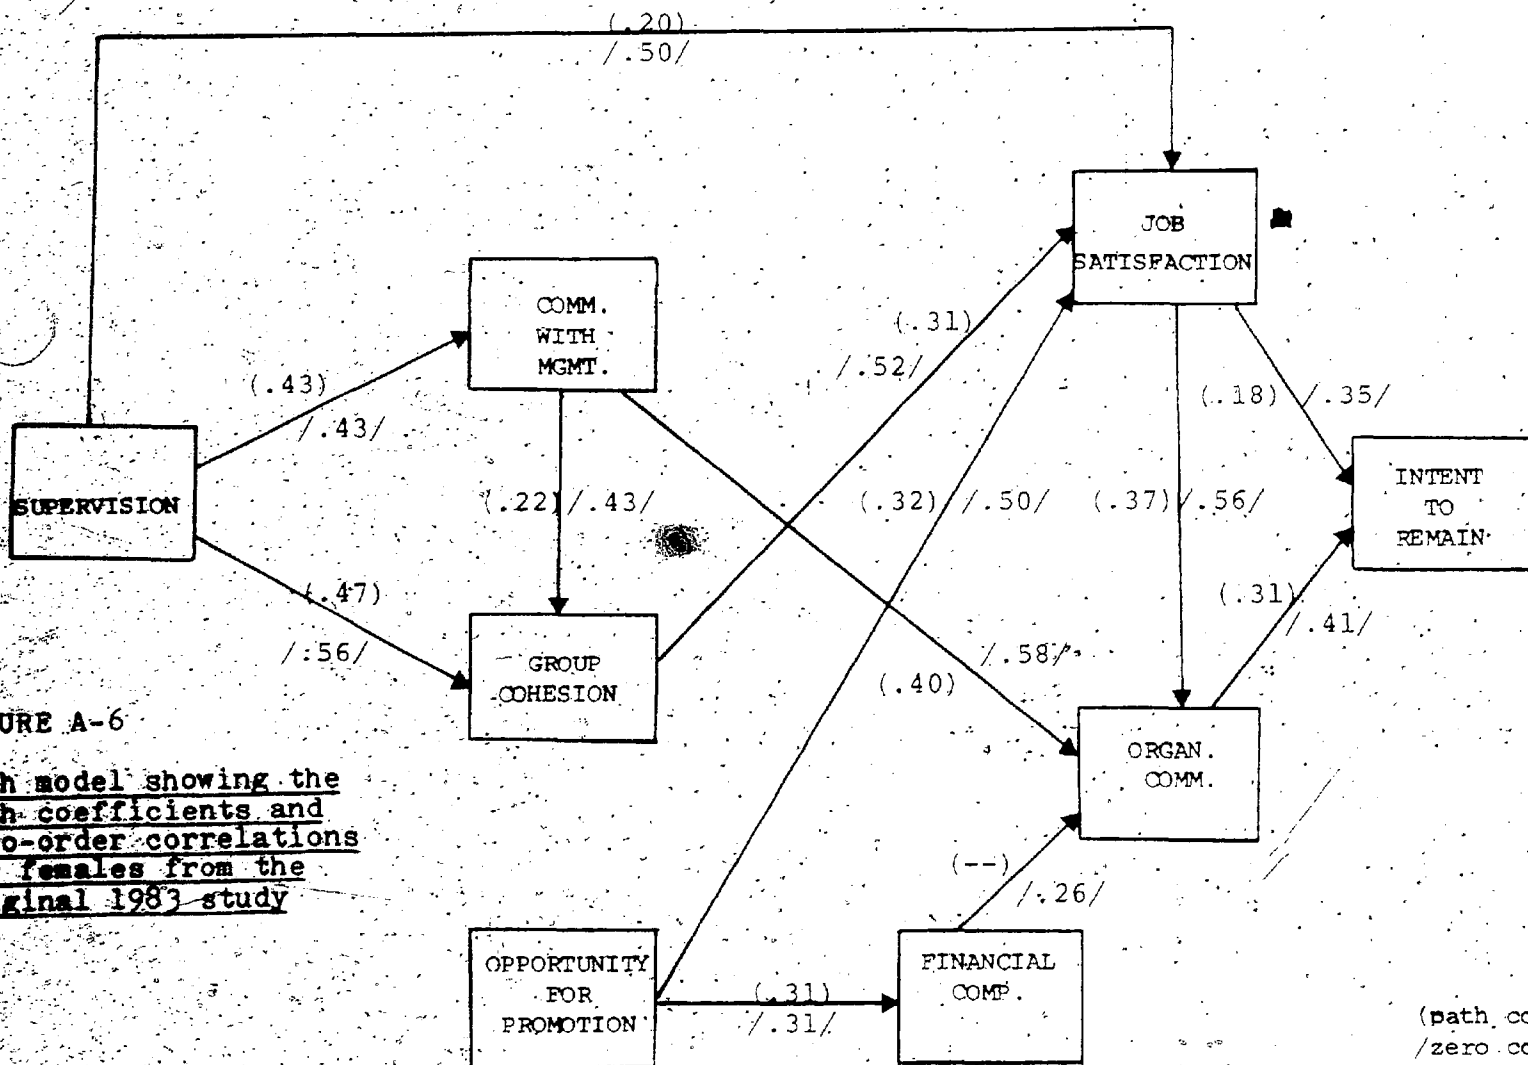 (.20)
/.50/
JOB
SATISFACTION
COMM.
WITH
MGMT.
(.31)
/.52/
(.43)
/.43/
(.18) /.35/
SUPERVISION
(.22) /.43/
(.32) /.50/
(.37) /.56/
INTENT
TO
REMAIN
(.47)
/.56/
(.31)
/.41/
GROUP
COHESION
/.58/
(.40)
URE A-6
h model showing the
h coefficients and
o-order correlations
females from the
ginal 1983 study
ORGAN.
COMM.
(--)
/.26/
OPPORTUNITY
FOR
PROMOTION
(.31)
/.31/
FINANCIAL
COMP.
(path co
/zero co